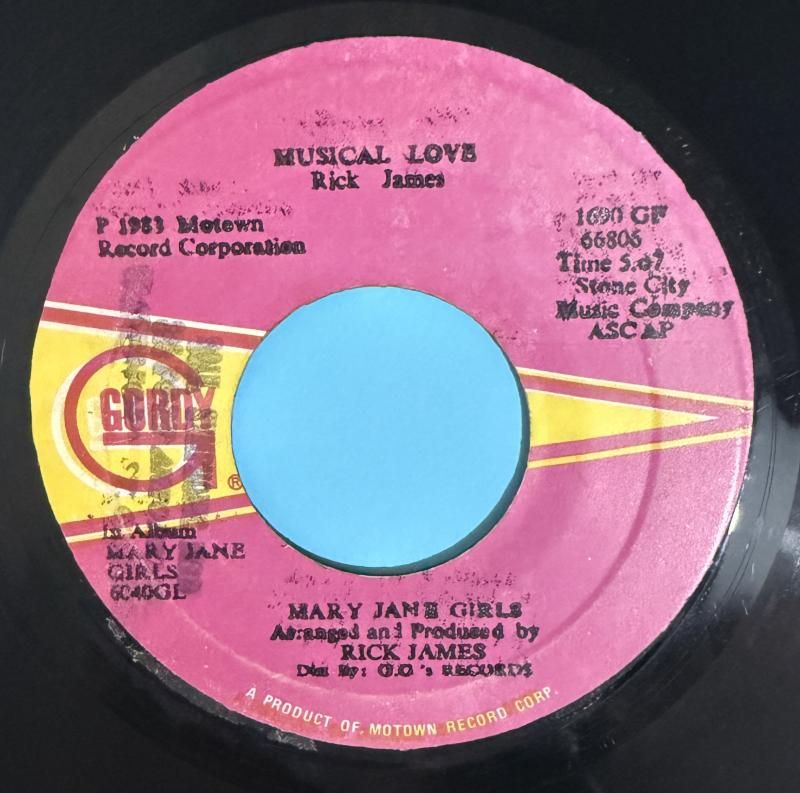 MUSICAL LOVE
Rick James
P 1983 Motown
Record Corporation
1690 GF
66806
Time 5.07
Stone City
Music Company
ASCAP
GORDY
®
In Album
MARY JANE
GIRLS
6040GL
MARY JANE GIRLS
Arranged and Produced by
RICK JAMES
Dist By: G.G's RECORDS
A PRODUCT OF MOTOWN RECORD CORP.